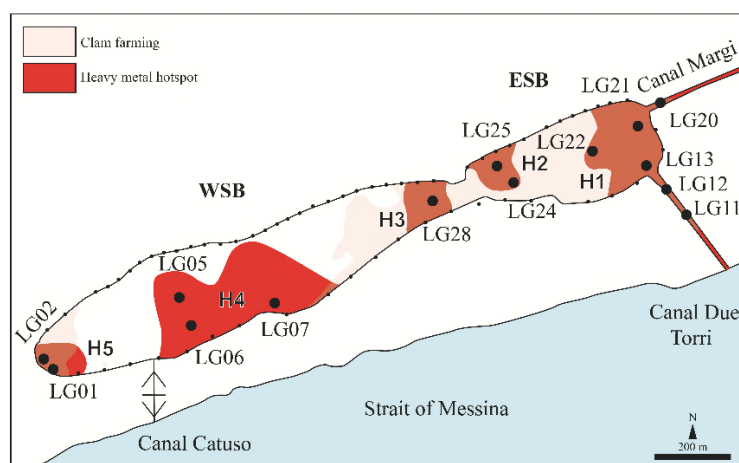 Clam farming
Heavy metal hotspot
ESB
LG21
Canal Margi
LG25
LG22
LG20
H2
LG13
WSB
H1
LG12
H3
LG24
LG11
LG28
LG05
LG02
H4
LG07
H5
LG06
LG01
Canal Due
Torri
Strait of Messina
Canal Catuso
N
200 m